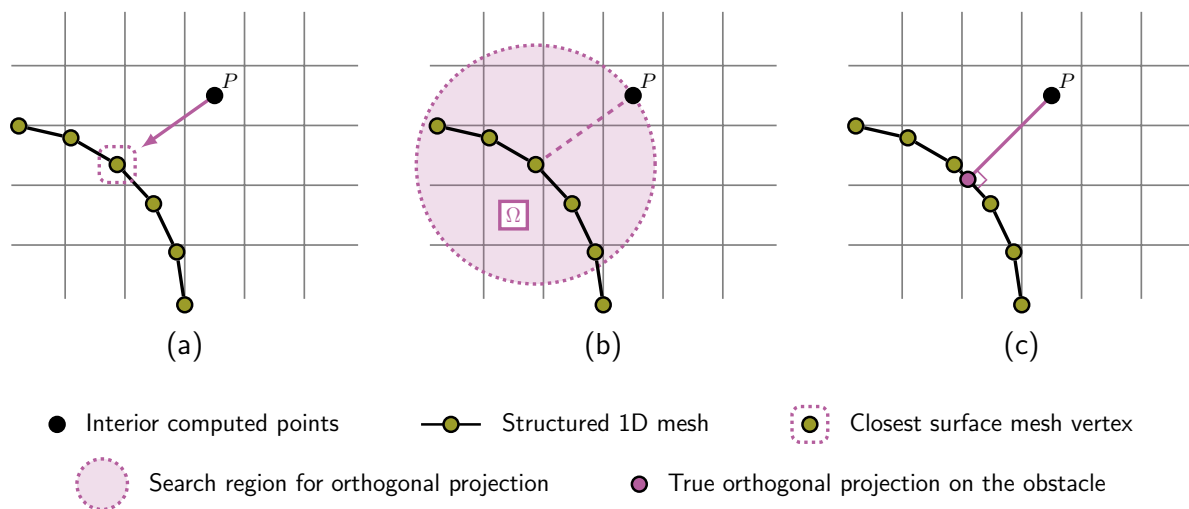 P P P
Ω
(a) (b) (c)
Interior computed points Structured 1D mesh Closest surface mesh vertex
Search region for orthogonal projection True orthogonal projection on the obstacle